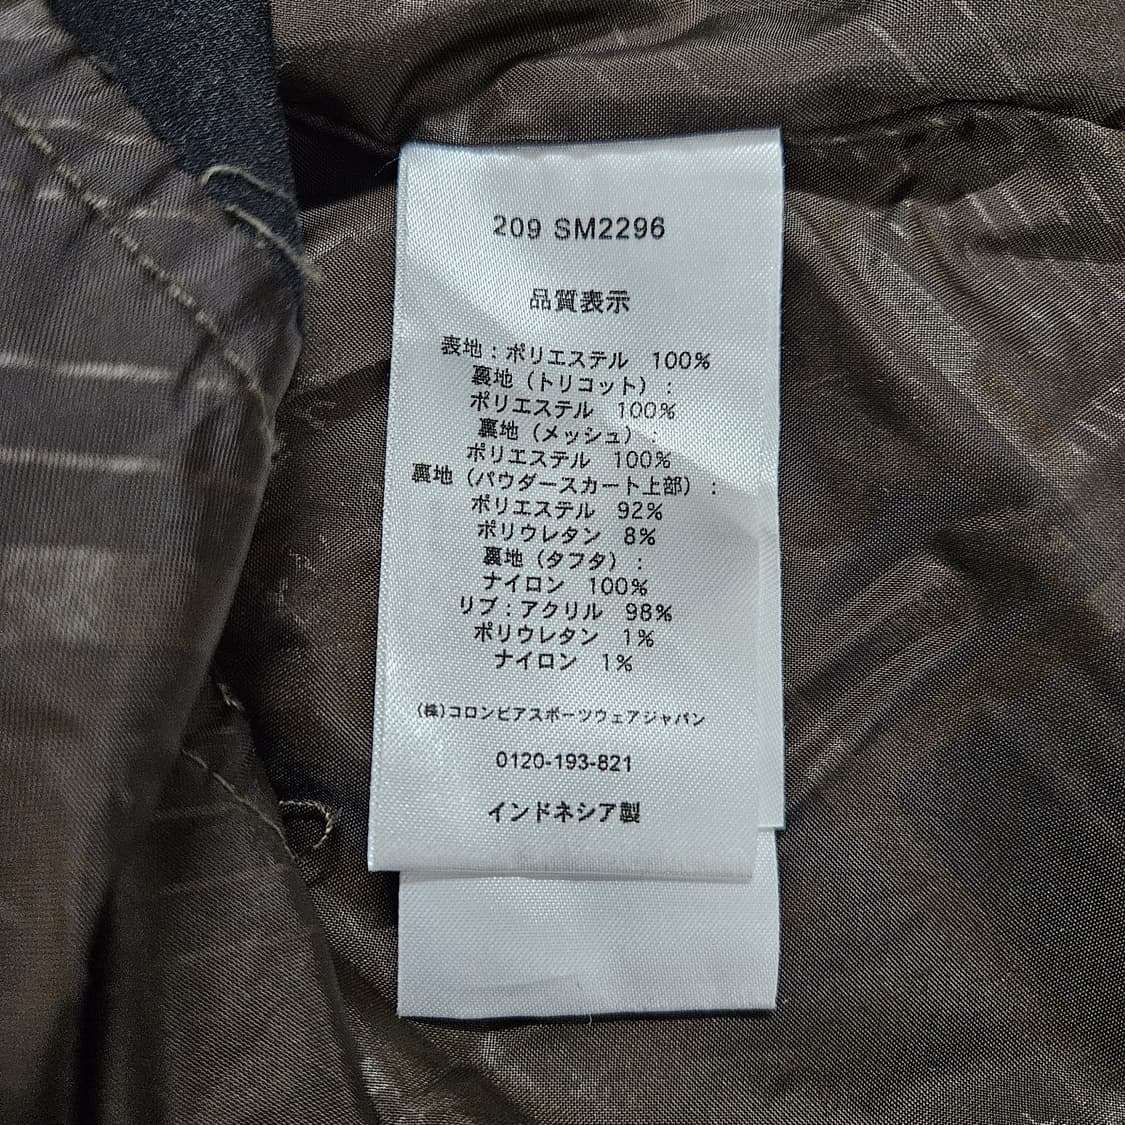 209 SM2296
品質表示
表地：ポリエステル 100%
裏地（トリコット）：
ポリエステル 100%
裏地（メッシュ）：
ポリエステル 100%
裏地（パウダースカート上部）：
ポリエステル 92%
ポリウレタン 8%
裏地（タフタ）：
ナイロン 100%
リブ：アクリル 98%
ポリウレタン 1%
ナイロン 1%
(株)コロンビアスポーツウェアジャパン
0120-193-821
インドネシア製